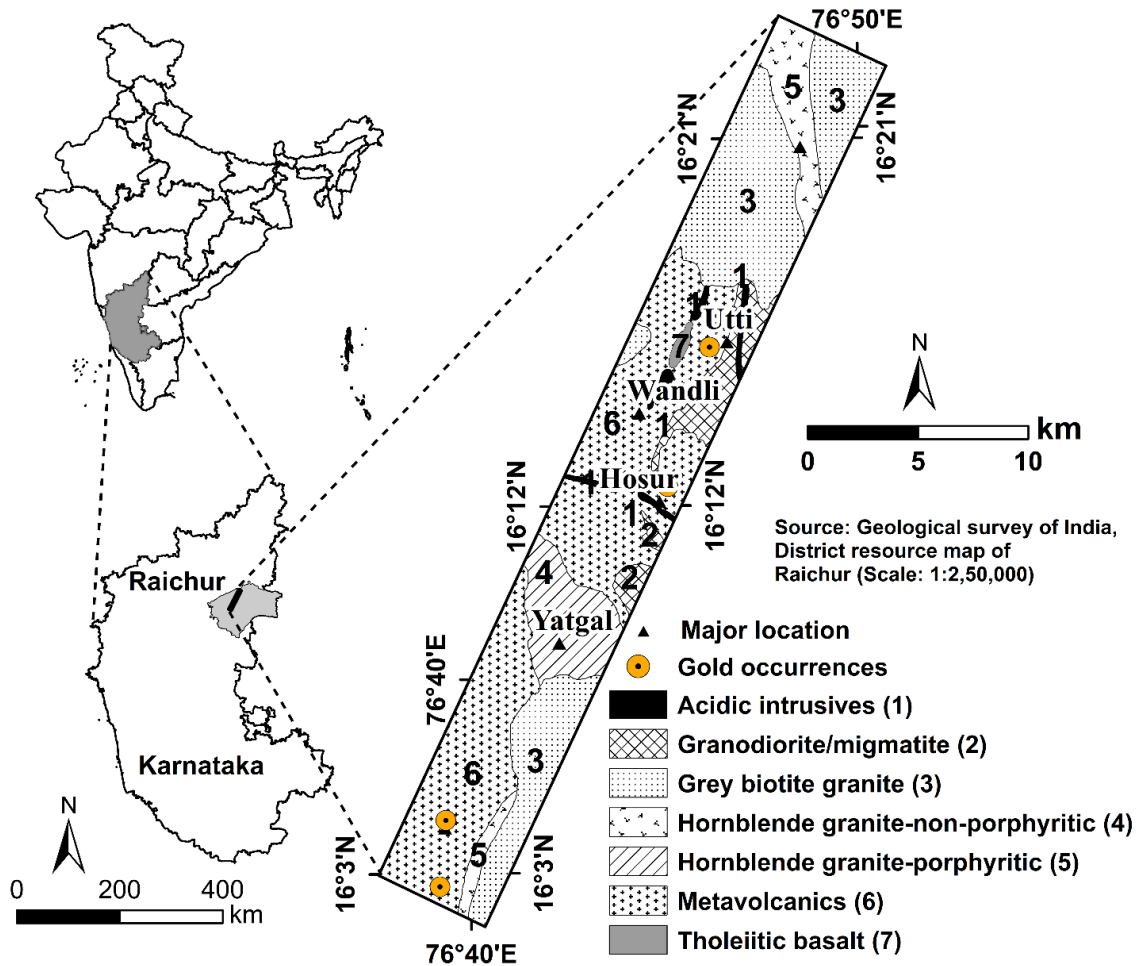 76°50'E
5
3
16°21'N
16°21'N
3
1
1
Utti
7
N
Wandli
6
1
km
0
5
10
Hosur
1
1
16°12'N
16°12'N
2
Source: Geological survey of India,
District resource map of
Raichur (Scale: 1:2,50,000)
4
2
Raichur
Yatgal
Major location
Gold occurrences
76°40'E
Acidic intrusives (1)
Granodiorite/migmatite (2)
3
6
Grey biotite granite (3)
Karnataka
Hornblende granite-non-porphyritic (4)
N
5
Hornblende granite-porphyritic (5)
16°3'N
16°3'N
0
200
400
km
Metavolcanics (6)
76°40'E
Tholeiitic basalt (7)